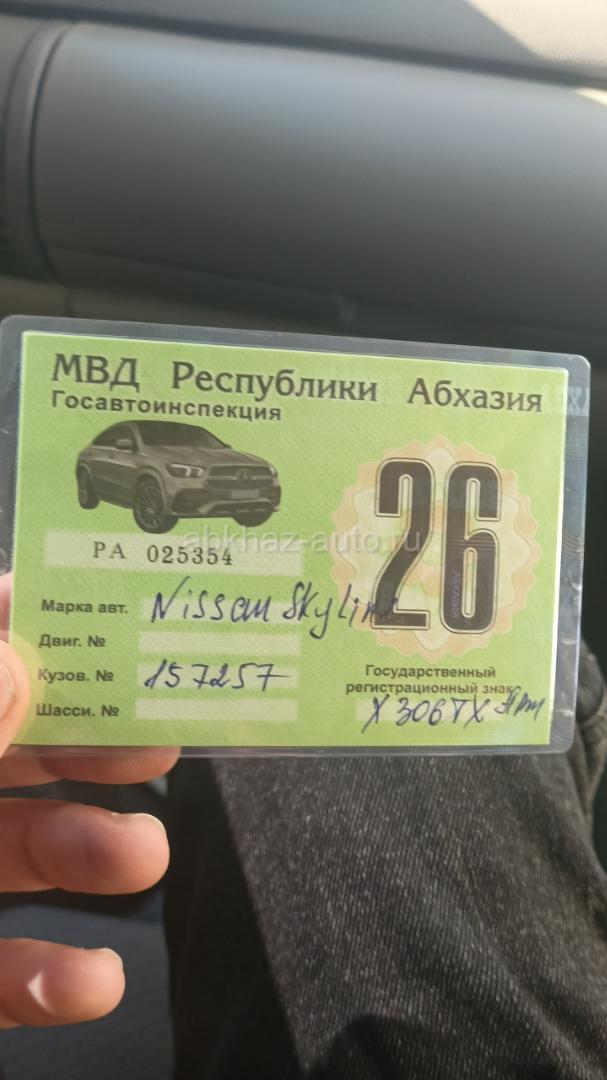 МВД Республики Абхазия
Госавтоинспекция
26
abkhaz-auto.ru
РА 025354
Марка авт. Nissan Skyline
Двиг. №
Кузов. № 157257
Шасси. №
Государственный
регистрационный знак
Х 306 ТХ